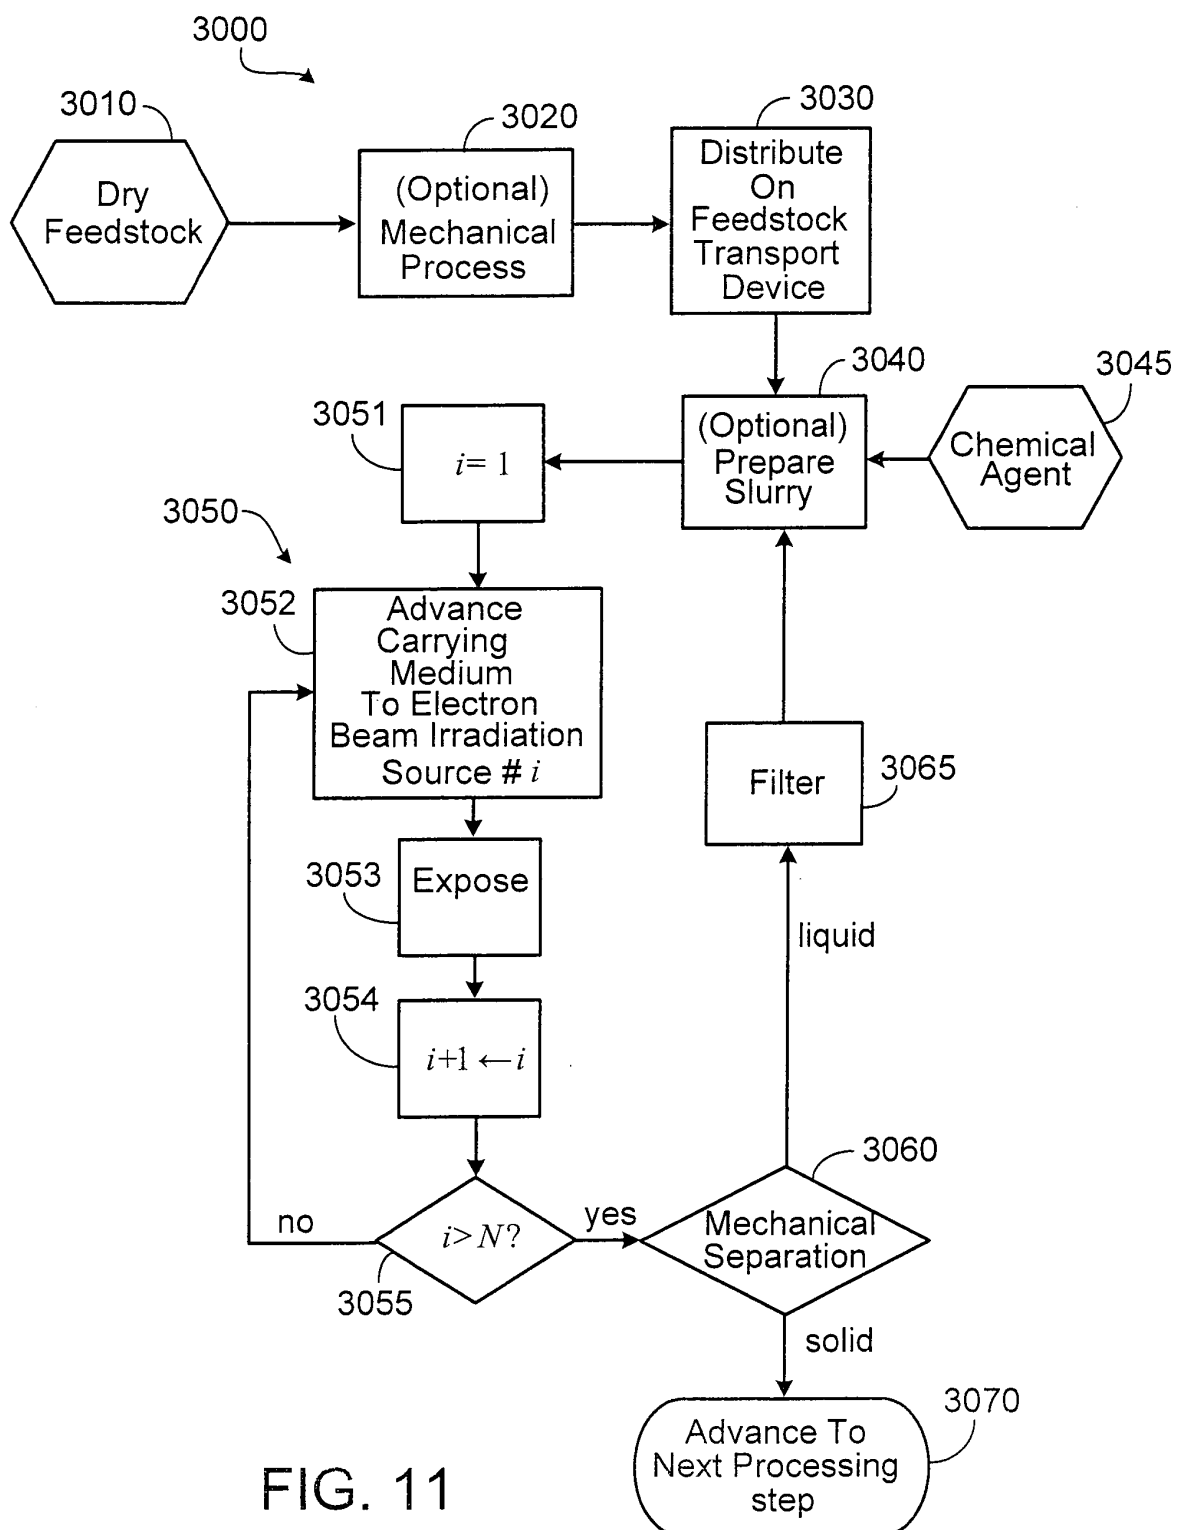 3000
3010
Dry
Feedstock
3020
(Optional)
Mechanical
Process
3030
Distribute
On
Feedstock
Transport
Device
3040
(Optional)
Prepare
Slurry
3045
Chemical
Agent
3051
i= 1
3050
3052
Advance
Carrying
Medium
To Electron
Beam Irradiation
Source # i
3053
Expose
3054
i+1 ← i
3055
i> N?
no
yes
3060
Mechanical
Separation
liquid
3065
Filter
solid
3070
Advance To
Next Processing
step
FIG. 11